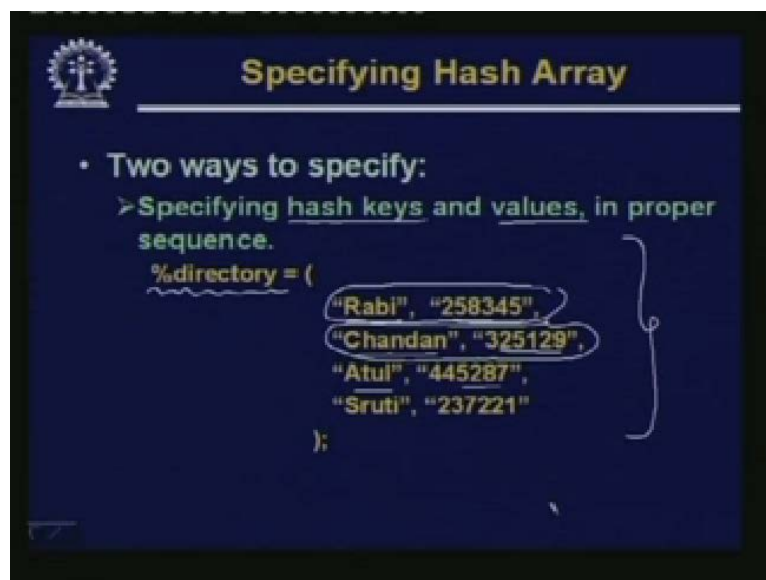 Specifying Hash Array
• Two ways to specify:
➢Specifying hash keys and values, in proper
sequence.
%directory = (
“Rabi”, “258345”,
“Chandan”, “325129”,
“Atul”, “445287”,
“Sruti”, “237221”
);